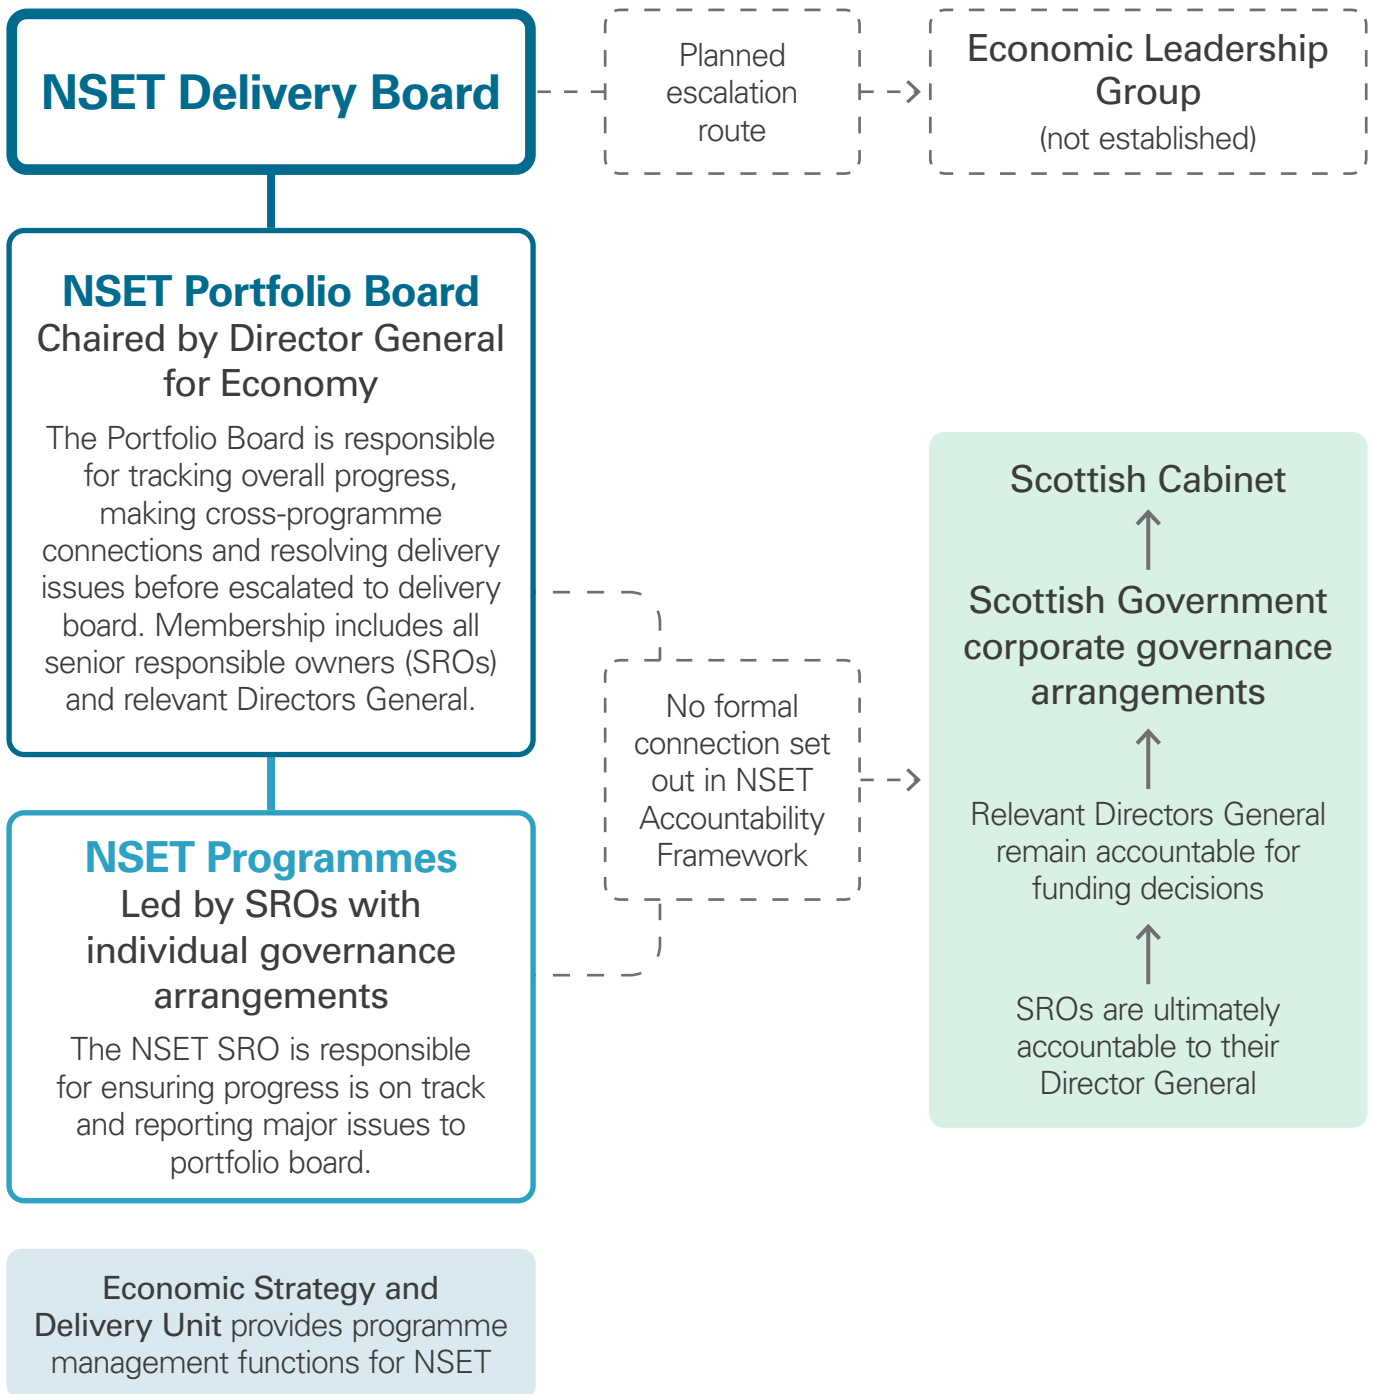 NSET Delivery Board
Planned
escalation
route
Economic Leadership
Group
(not established)
NSET Portfolio Board
Chaired by Director General
for Economy
The Portfolio Board is responsible
for tracking overall progress,
making cross-programme
connections and resolving delivery
issues before escalated to delivery
board. Membership includes all
senior responsible owners (SROs)
and relevant Directors General.
NSET Programmes
Led by SROs with
individual governance
arrangements
The NSET SRO is responsible
for ensuring progress is on track
and reporting major issues to
portfolio board.
Economic Strategy and
Delivery Unit provides programme
management functions for NSET
No formal
connection set
out in NSET
Accountability
Framework
Scottish Cabinet
Scottish Government
corporate governance
arrangements
Relevant Directors General
remain accountable for
funding decisions
SROs are ultimately
accountable to their
Director General